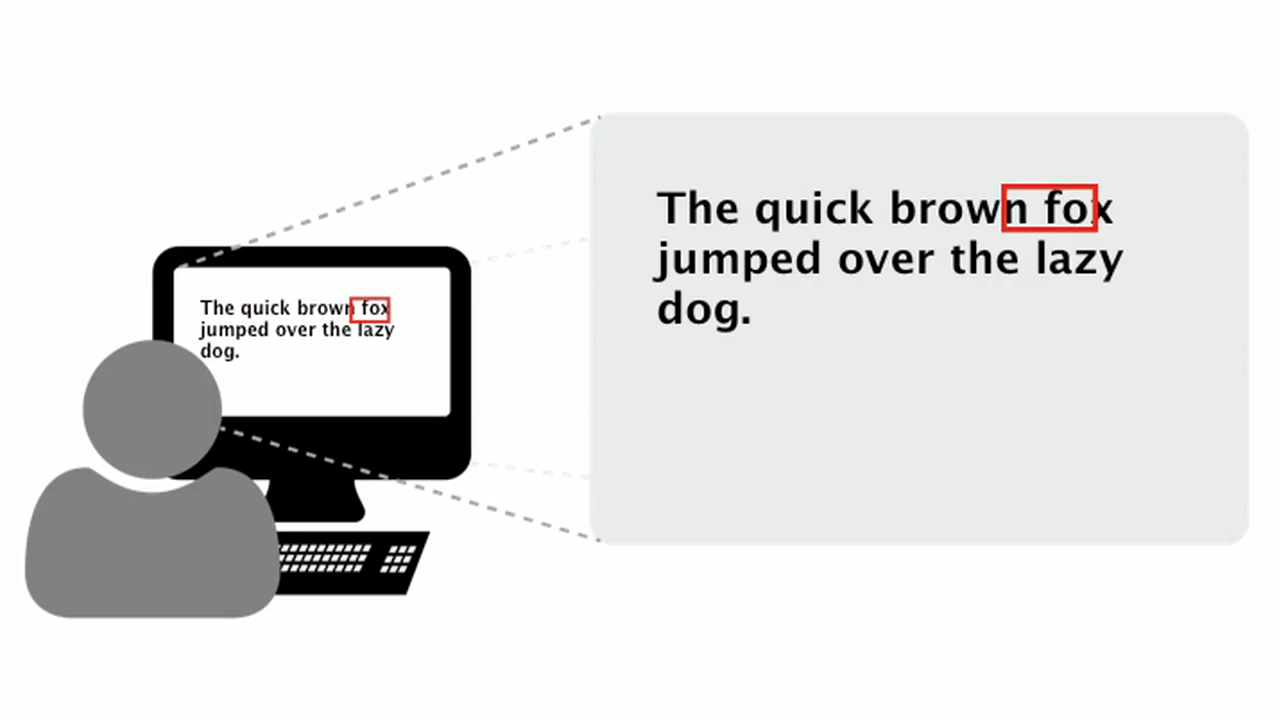 The quick brown fox
jumped over the lazy
dog.
The quick brown fox
jumped over the lazy
dog.